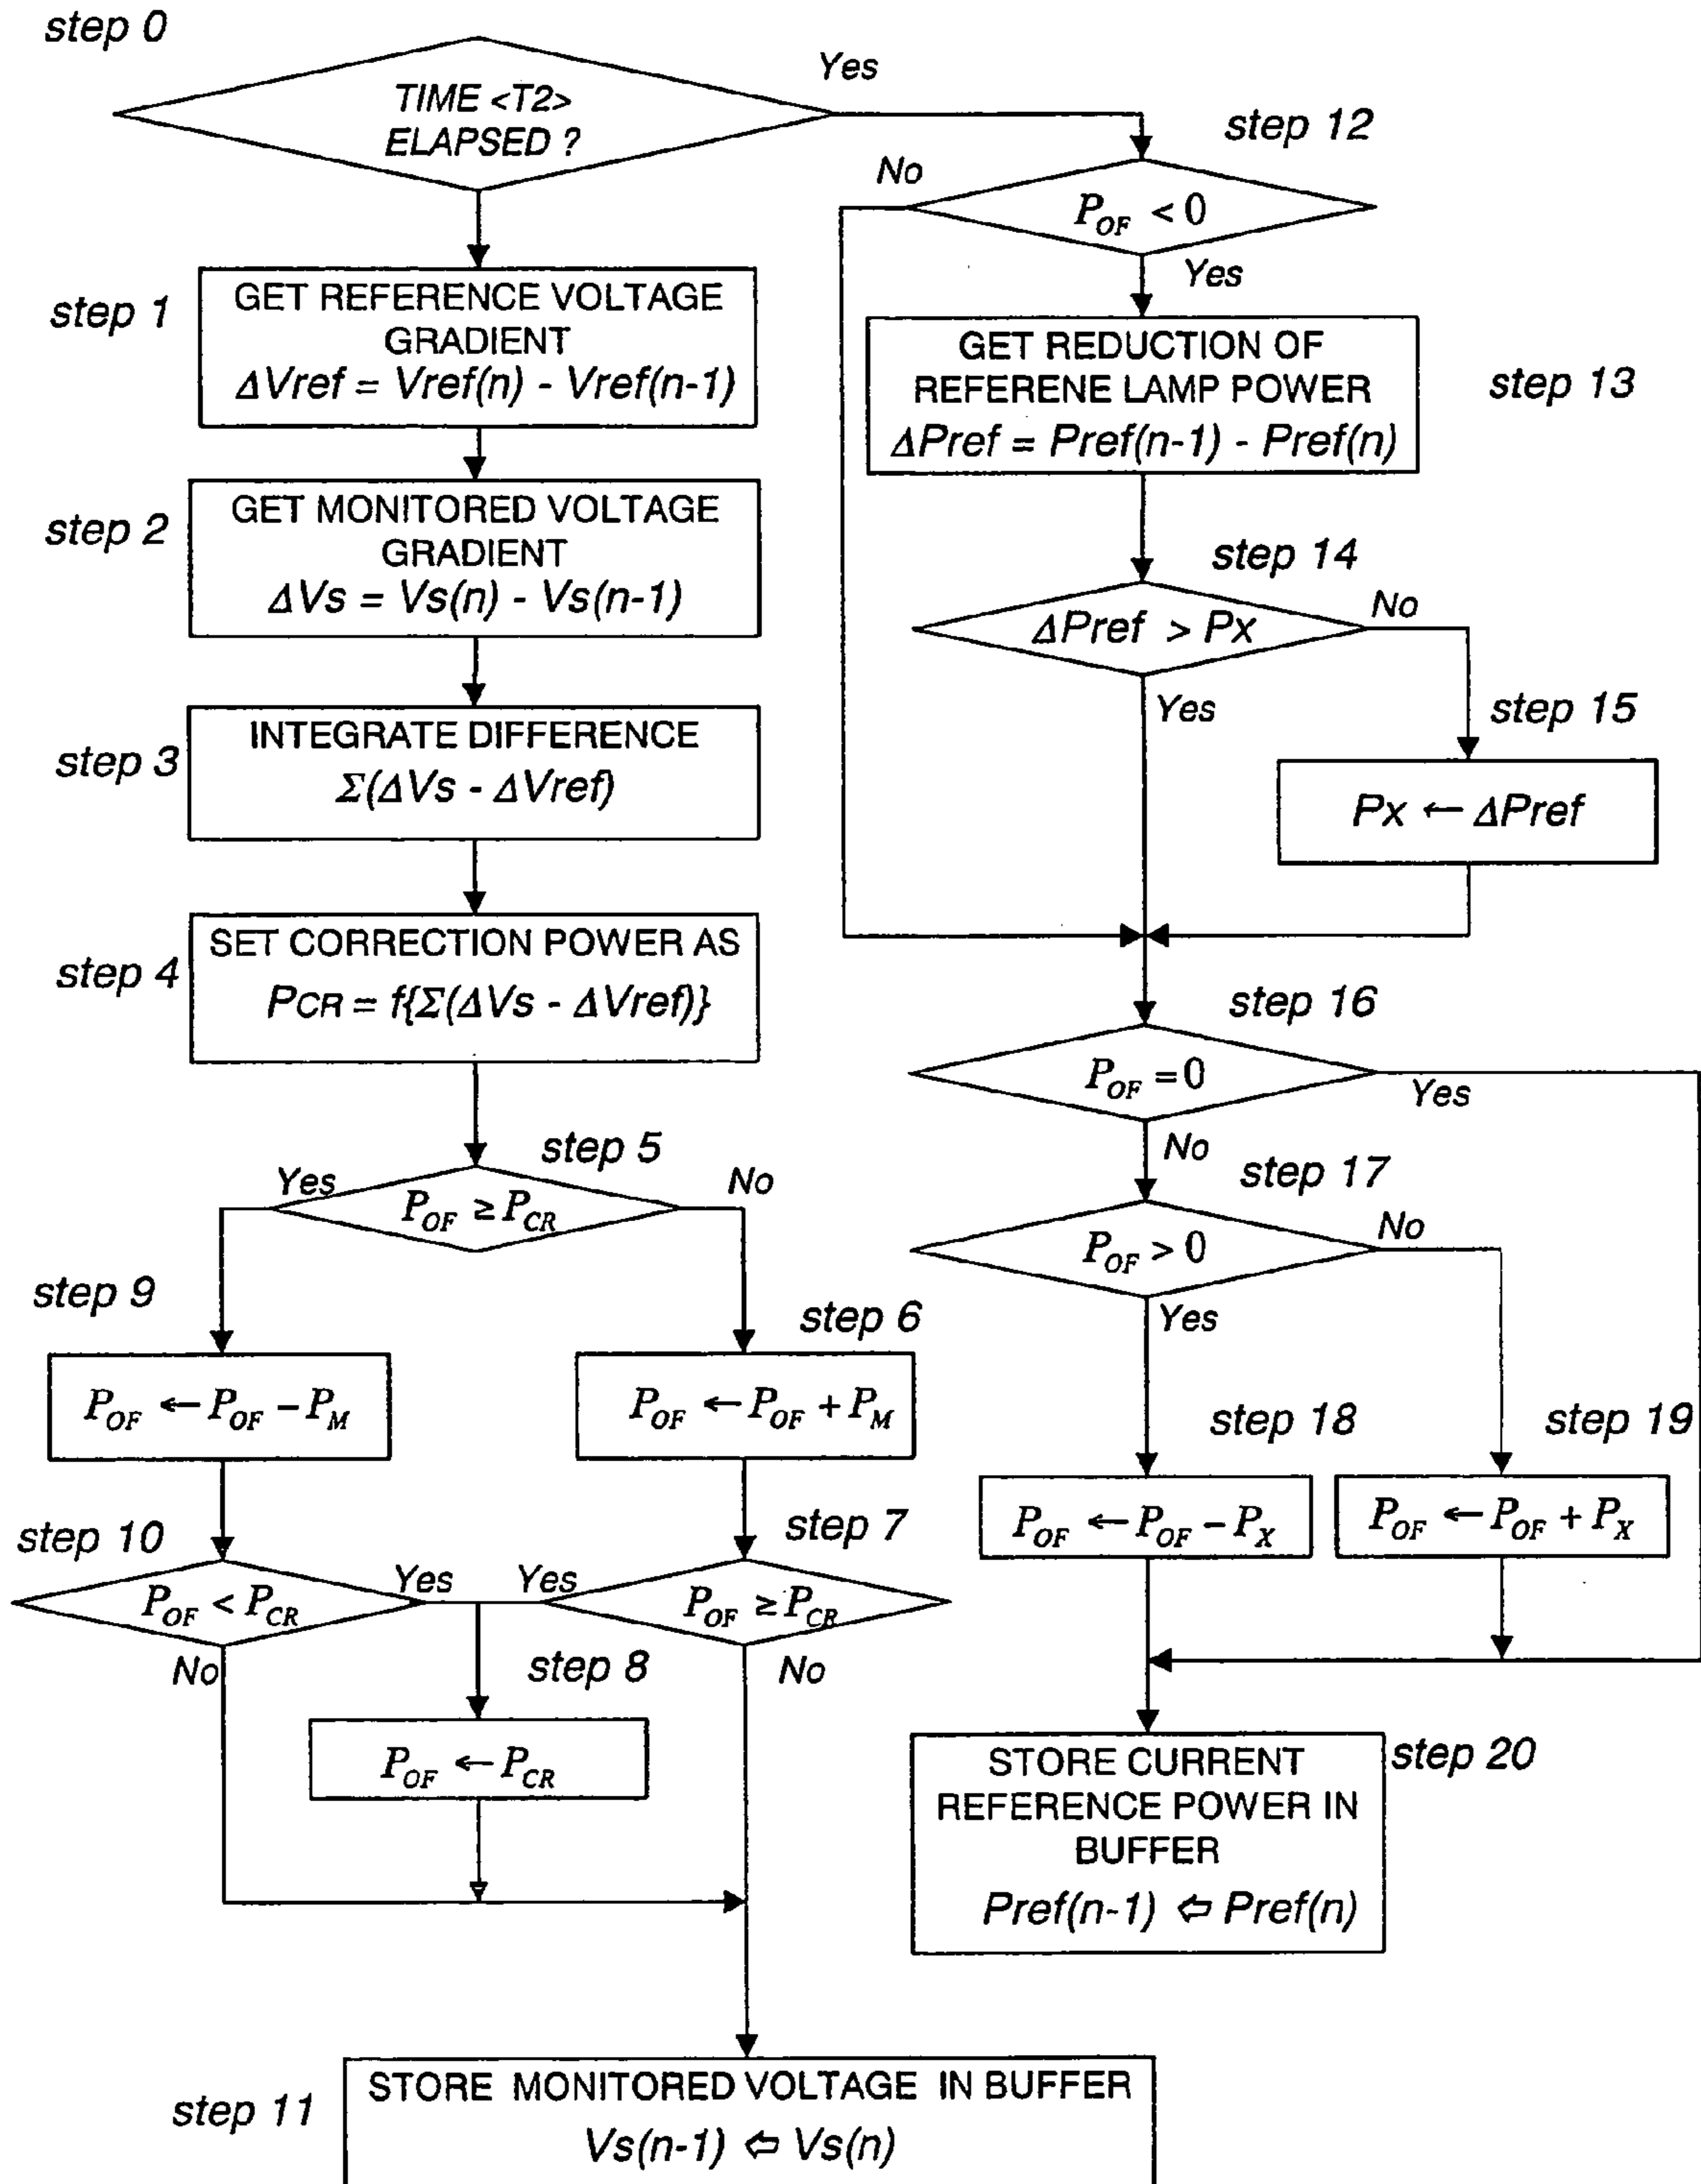 step 0
TIME <T2>
ELAPSED ?
Yes
step 1
GET REFERENCE VOLTAGE
GRADIENT
ΔVref = Vref(n) - Vref(n-1)
step 2
GET MONITORED VOLTAGE
GRADIENT
ΔVs = Vs(n) - Vs(n-1)
step 3
INTEGRATE DIFFERENCE
Σ(ΔVs - ΔVref)
step 4
SET CORRECTION POWER AS
PCR = f{Σ(ΔVs - ΔVref)}
step 5
Yes
P_OF ≥ P_CR
No
step 9
P_OF ← P_OF - P_M
step 6
P_OF ← P_OF + P_M
step 10
P_OF < P_CR
Yes
No
step 7
Yes
P_OF ≥ P_CR
No
step 8
P_OF ← P_CR
step 11
STORE MONITORED VOLTAGE IN BUFFER
Vs(n-1) ⇦ Vs(n)
step 12
No
P_OF < 0
Yes
GET REDUCTION OF
REFERENE LAMP POWER
ΔPref = Pref(n-1) - Pref(n)
step 13
step 14
ΔPref > Px
No
Yes
step 15
Px ← ΔPref
step 16
P_OF = 0
Yes
No
step 17
P_OF > 0
No
Yes
step 18
P_OF ← P_OF - P_X
step 19
P_OF ← P_OF + P_X
step 20
STORE CURRENT
REFERENCE POWER IN
BUFFER
Pref(n-1) ⇦ Pref(n)